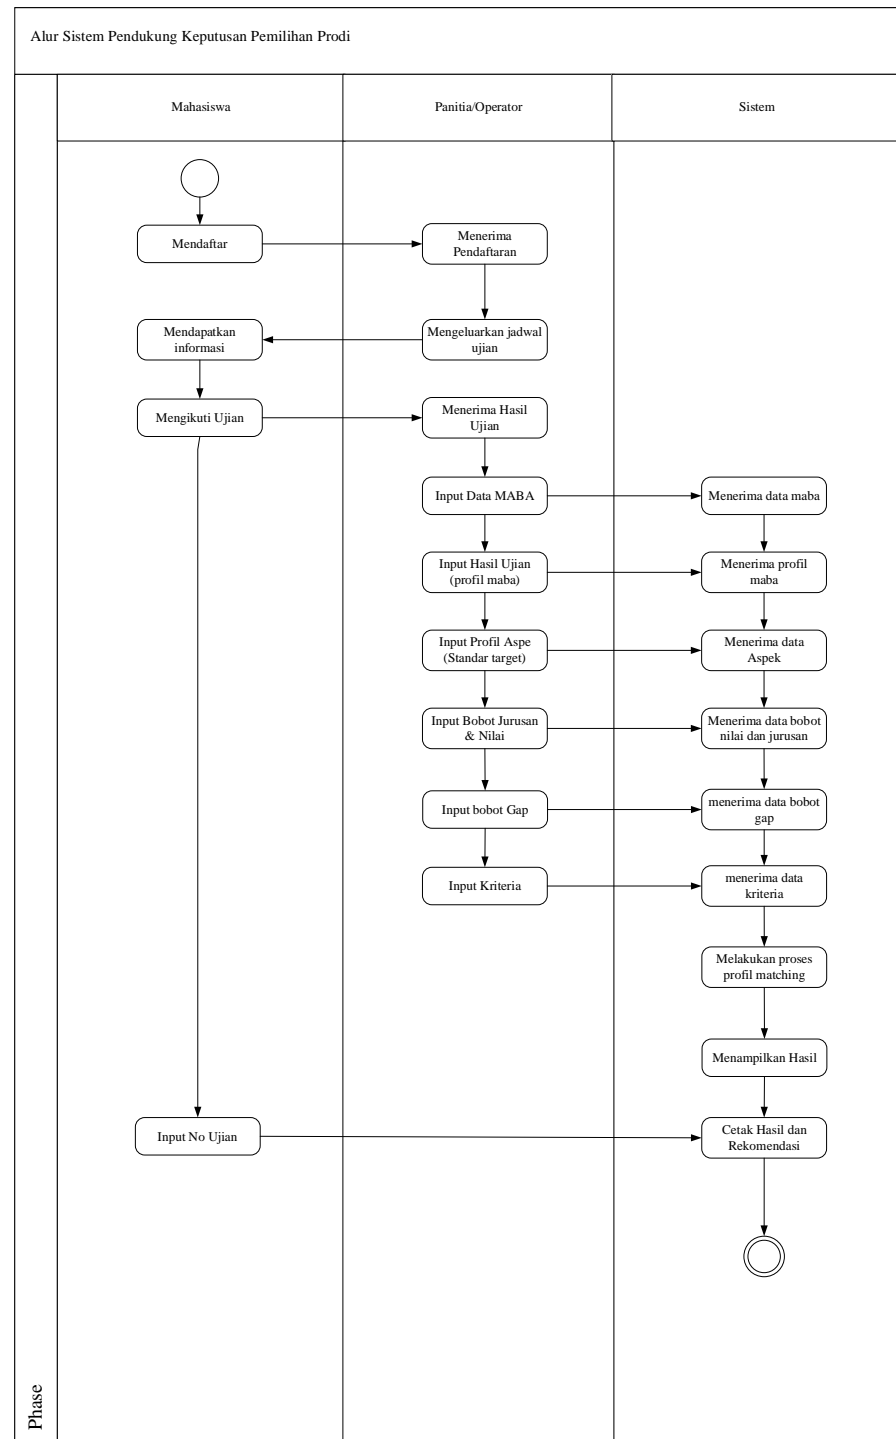 Alur Sistem Pendukung Keputusan Pemilihan Prodi
Mahasiswa
Panitia/Operator
Sistem
Mendaftar
Menerima
Pendaftaran
Mendapatkan
informasi
Mengeluarkan jadwal
ujian
Mengikuti Ujian
Menerima Hasil
Ujian
Input Data MABA
Menerima data maba
Input Hasil Ujian
(profil maba)
Menerima profil
maba
Input Profil Aspe
(Standar target)
Menerima data
Aspek
Input Bobot Jurusan
& Nilai
Menerima data bobot
nilai dan jurusan
Input bobot Gap
menerima data bobot
gap
Input Kriteria
menerima data
kriteria
Melakukan proses
profil matching
Menampilkan Hasil
Input No Ujian
Cetak Hasil dan
Rekomendasi
Phase